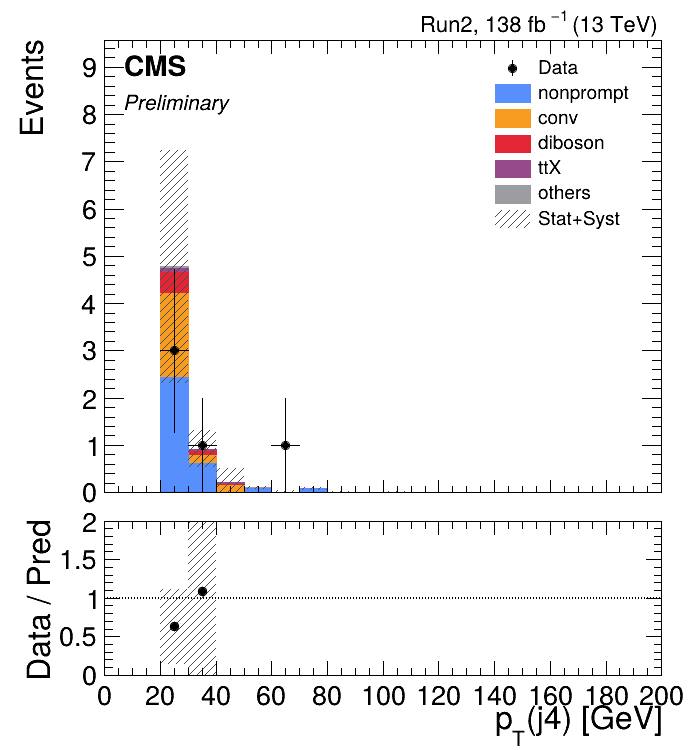 Run2, 138 fb⁻¹ (13 TeV)
CMS
Preliminary
Events
9
8
7
6
5
4
3
2
1
0
Data
nonprompt
conv
diboson
ttX
others
Stat+Syst
Data / Pred
2
1.5
1
0.5
0
0 20 40 60 80 100 120 140 160 180 200
p_T(j4) [GeV]